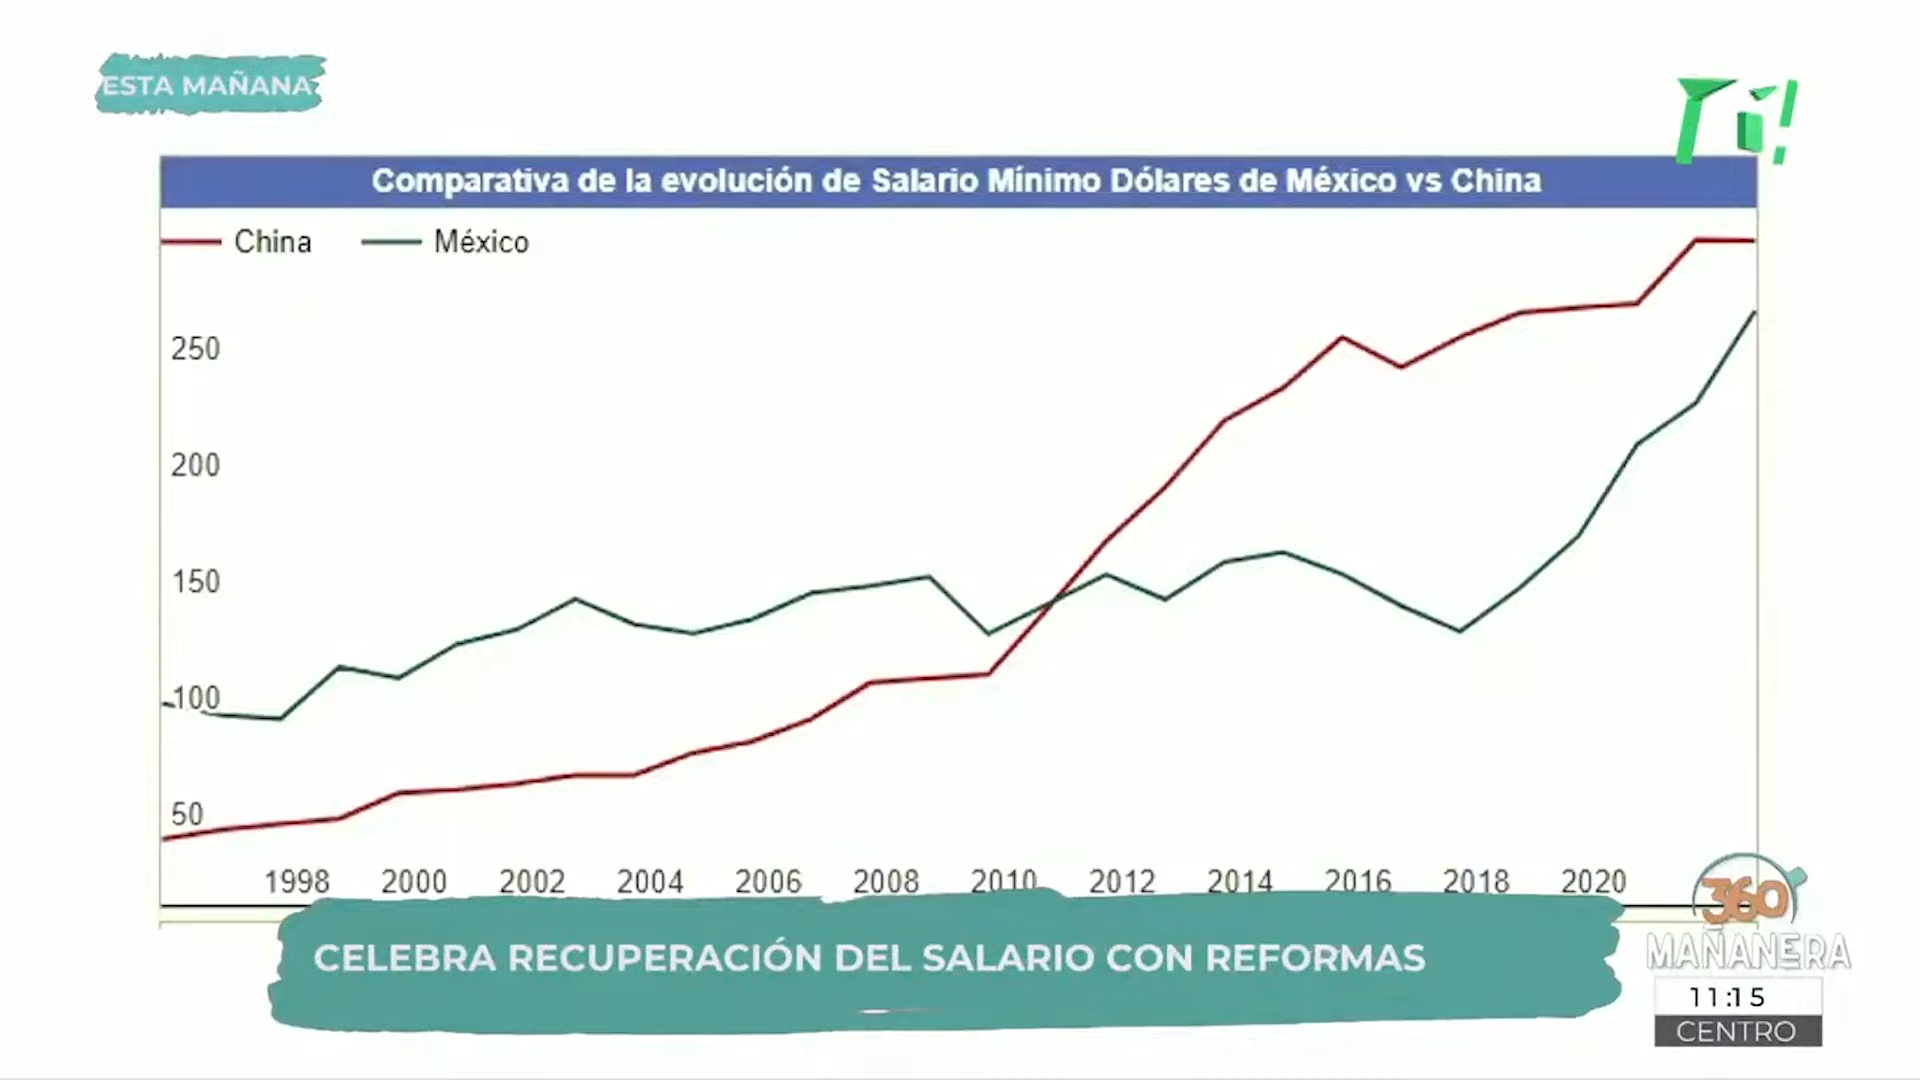 ESTA MAÑANA
Comparativa de la evolución de Salario Mínimo Dólares de México vs China
China México
250
200
150
100
50
1998 2000 2002 2004 2006 2008 2010 2012 2014 2016 2018 2020
CELEBRA RECUPERACIÓN DEL SALARIO CON REFORMAS
360°
MAÑANERA
11:15
CENTRO